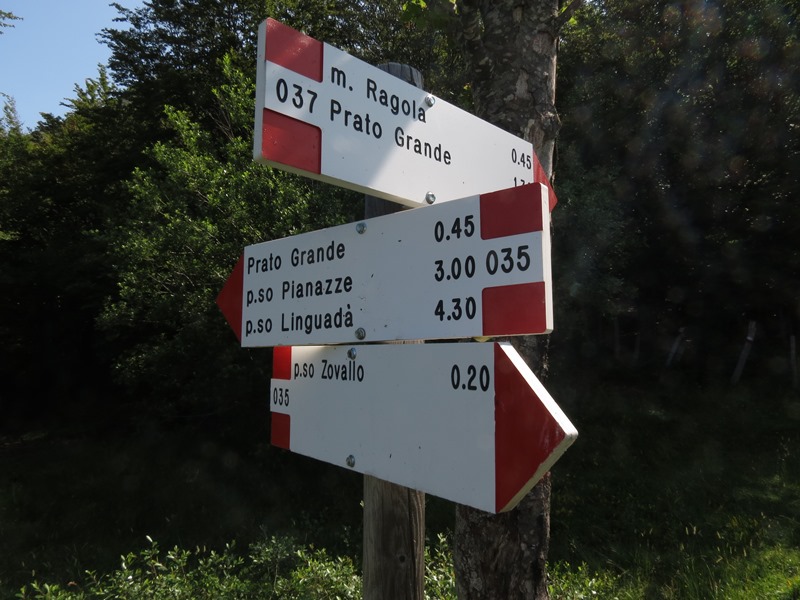 m. Ragola 0.45
037 Prato Grande
Prato Grande 0.45
p.so Pianazze 3.00 035
p.so Linguadà 4.30
p.so Zovallo 0.20
035